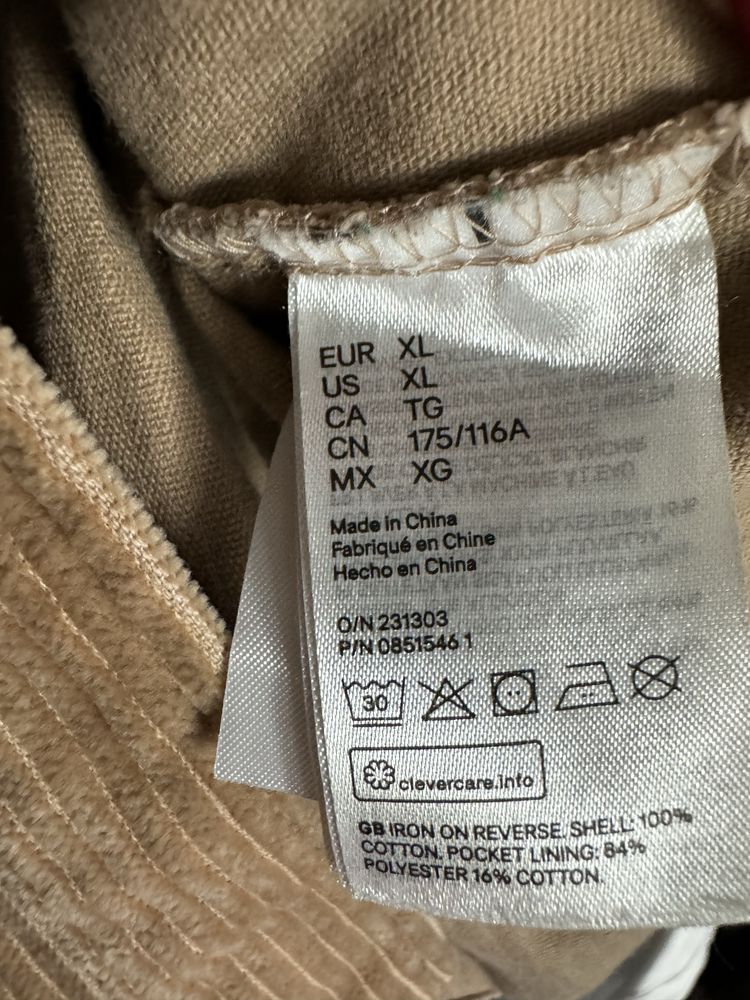 EUR XL
US XL
CA TG
CN 175/116A
MX XG
Made in China
Fabriqué en Chine
Hecho en China
O/N 231303
P/N 0851546 1
30
clevercare.info
GB IRON ON REVERSE. SHELL: 100%
COTTON. POCKET LINING: 84%
POLYESTER 16% COTTON.